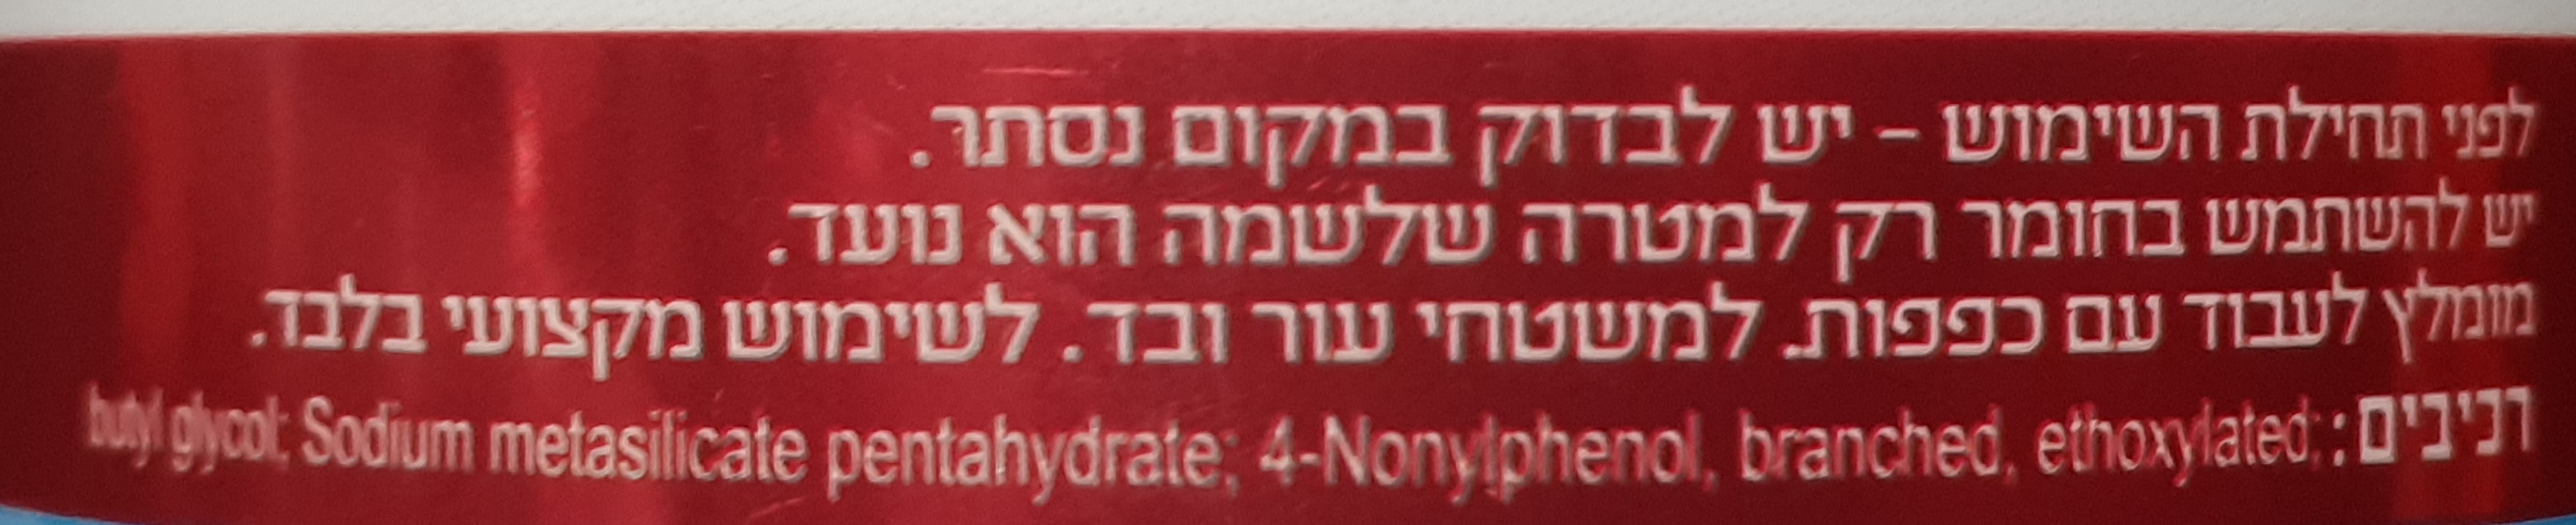 לפני תחילת השימוש - יש לבדוק במקום נסתר.
יש להשתמש בחומר רק למטרה שלשמה הוא נועד.
מומלץ לעבוד עם כפפות. למשטחי עור ובד. לשימוש מקצועי בלבד.
רכיבים: butyl glycol; Sodium metasilicate pentahydrate; 4-Nonylphenol, branched, ethoxylated;